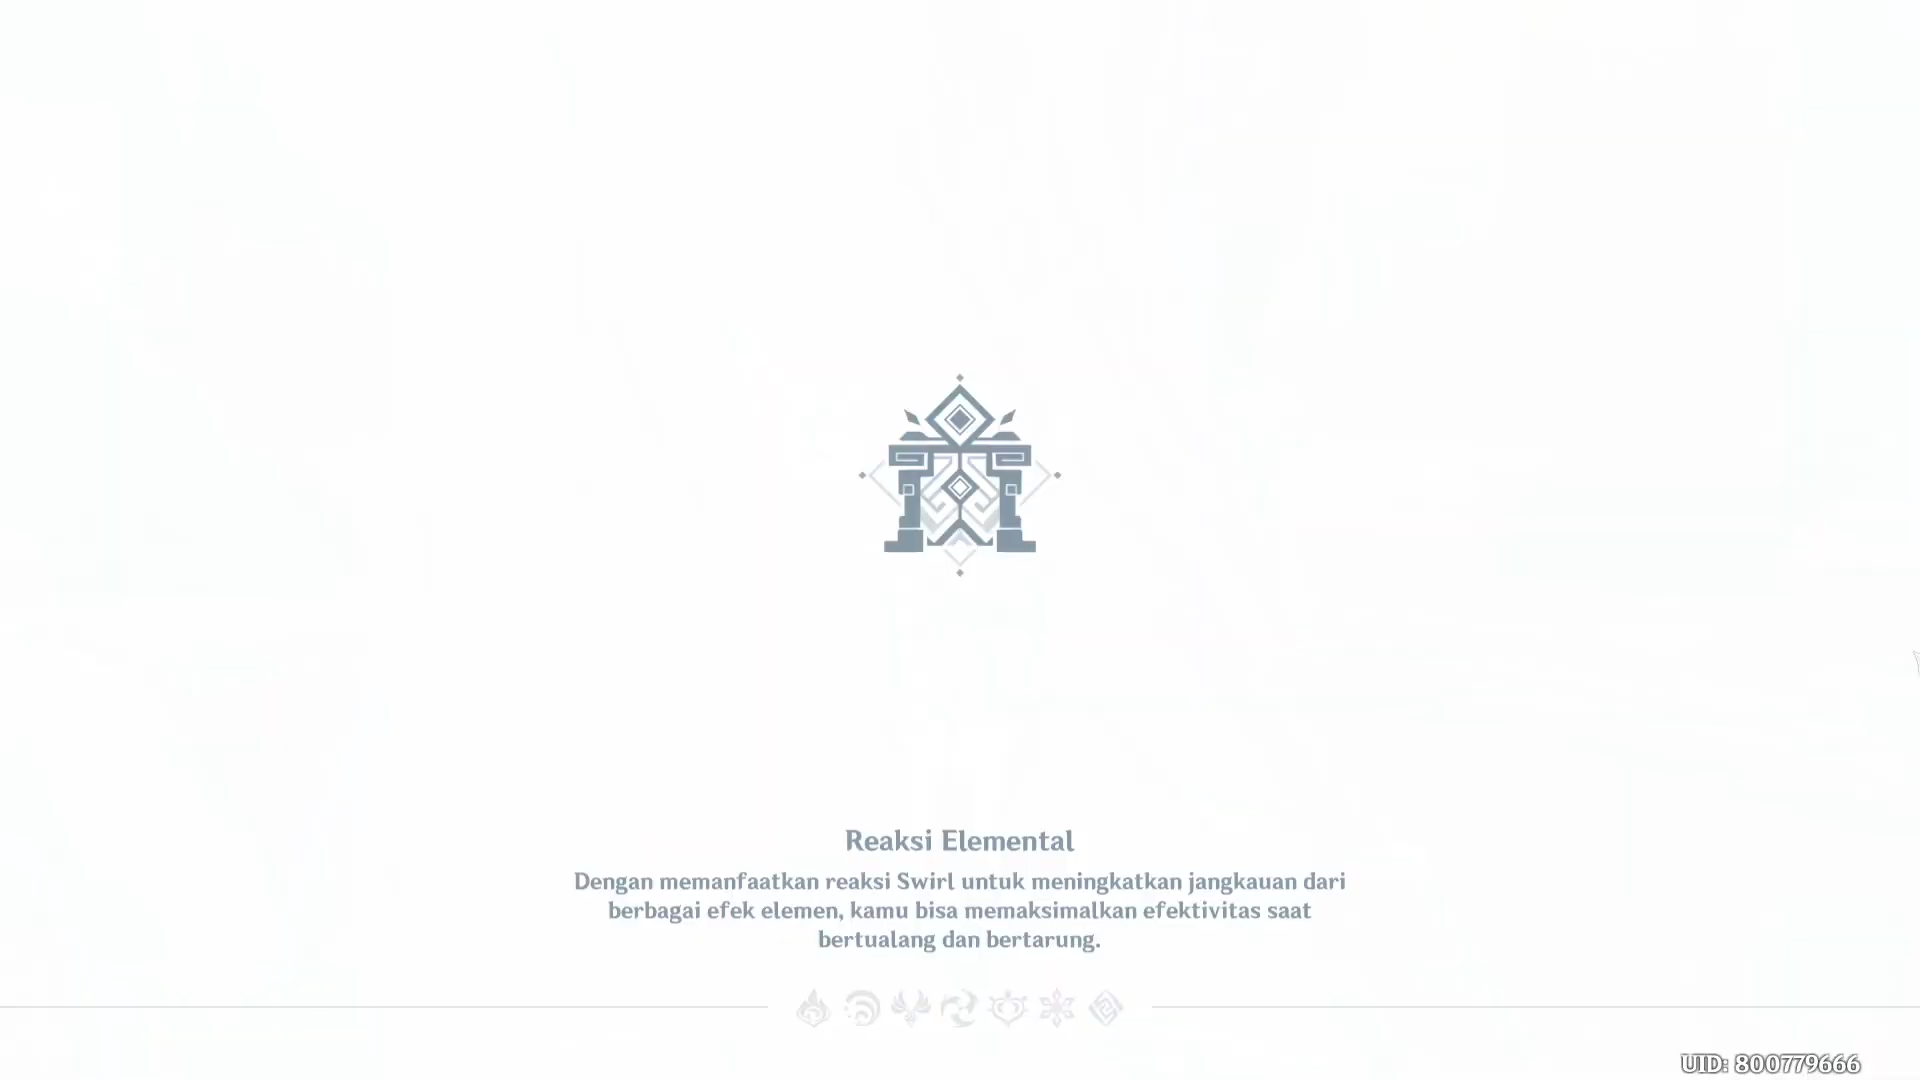 Reaksi Elemental
Dengan memanfaatkan reaksi Swirl untuk meningkatkan jangkauan dari
berbagai efek elemen, kamu bisa memaksimalkan efektivitas saat
bertualang dan bertarung.
UID: 800779666